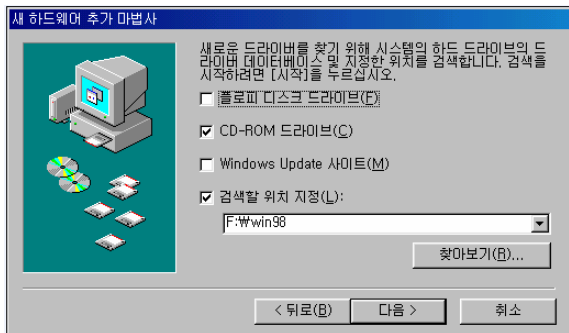 새 하드웨어 추가 마법사
새로운 드라이버를 찾기 위해 시스템의 하드 드라이브의 드
라이버 데이터베이스 및 지정한 위치를 검색합니다. 검색을
시작하려면 [시작]을 누르십시오.
플로피 디스크 드라이브(F)
CD-ROM 드라이브(C)
Windows Update 사이트(M)
검색할 위치 지정(L):
F:₩win98
찾아보기(R)...
< 뒤로(B)
다음 >
취소